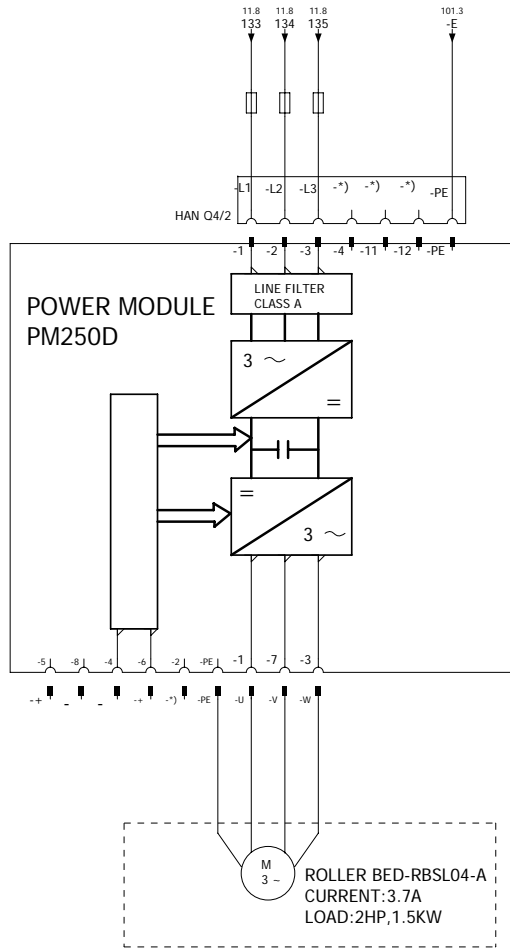 11.8 11.8 11.8 101.3
133 134 135 -E
-L1 -L2 -L3 -*) -*) -*) -PE
HAN Q4/2
-1 -2 -3 -4 -11 -12 -PE
LINE FILTER
CLASS A
POWER MODULE
PM250D
3 ~
=
=
3 ~
-5 -8 -4 -6 -2 -PE -1 -7 -3
-+ - - -+ -*) -PE -U -V -W
M
3 ~
ROLLER BED-RBSL04-A
CURRENT:3.7A
LOAD:2HP,1.5KW